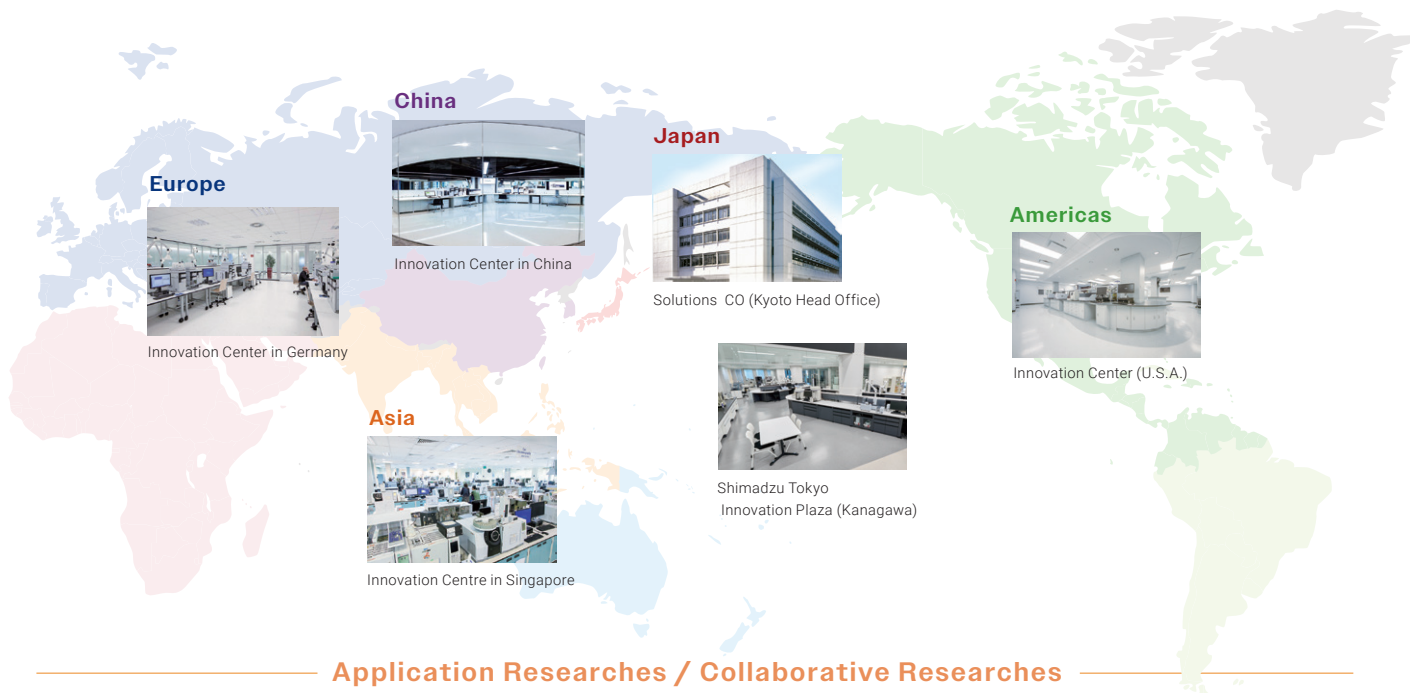 China
Japan
Europe
Americas
Innovation Center in China
Solutions CO (Kyoto Head Office)
Innovation Center in Germany
Innovation Center (U.S.A.)
Asia
Shimadzu Tokyo
Innovation Plaza (Kanagawa)
Innovation Centre in Singapore
Application Researches / Collaborative Researches